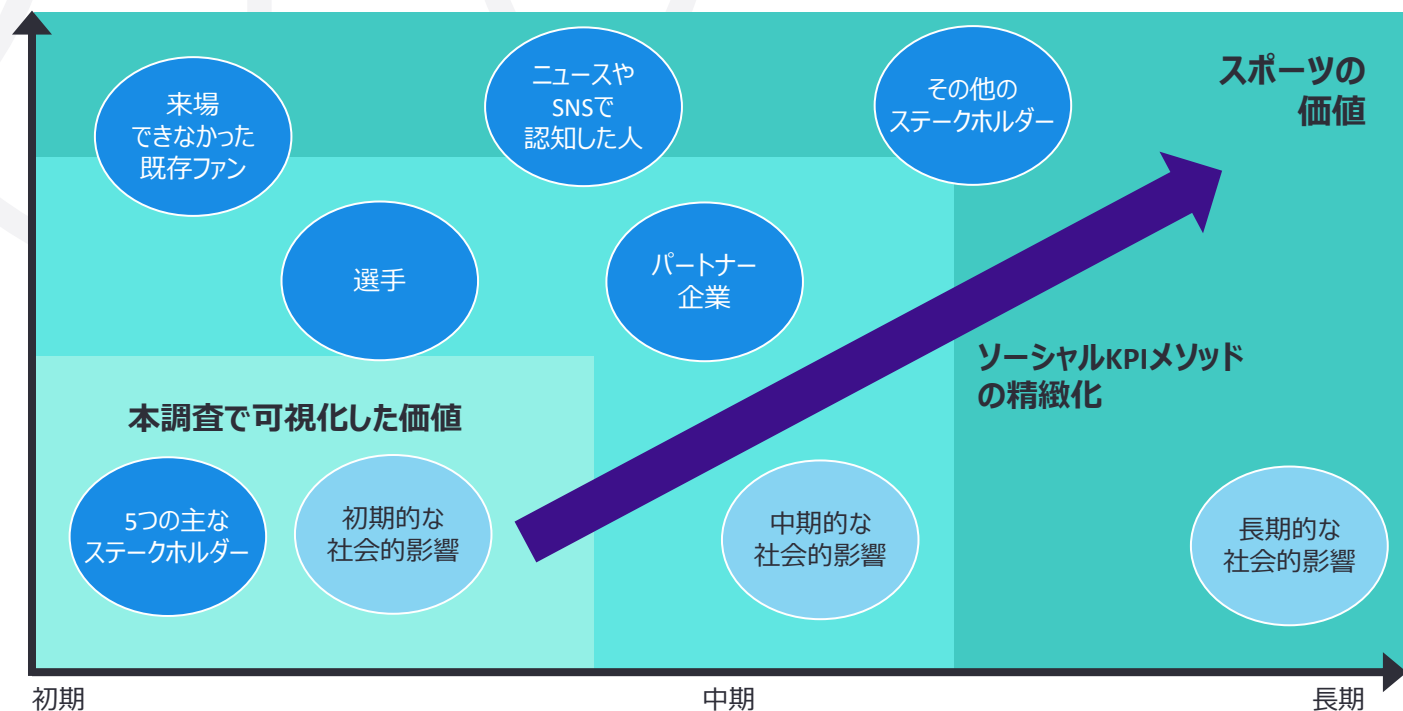 来場
できなかった
既存ファン
ニュースや
SNSで
認知した人
その他の
ステークホルダー
スポーツの
価値
選手
パートナー
企業
ソーシャルKPIメソッド
の精緻化
本調査で可視化した価値
5つの主な
ステークホルダー
初期的な
社会的影響
中期的な
社会的影響
長期的な
社会的影響
初期
中期
長期